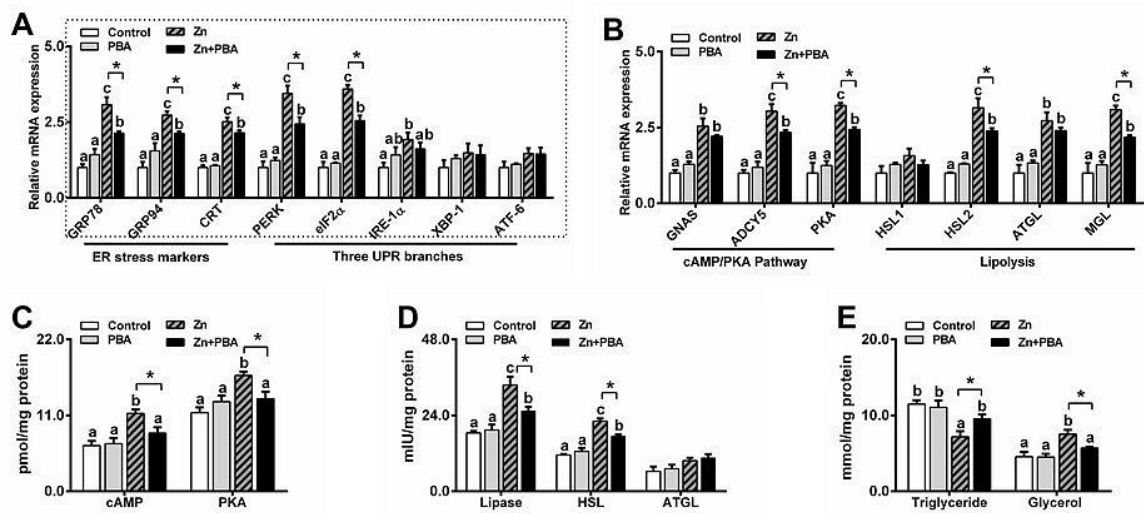 A
Control
Zn
PBA
Zn+PBA
Relative mRNA expression
5.0
2.5
0.0
a a c b *
a a c b *
a a c b *
a a c b *
a a c b *
a ab b ab
GRP78
GRP94
CRT
PERK
eIF2α
IRE-1α
XBP-1
ATF-6
ER stress markers
Three UPR branches
B
Control
Zn
PBA
Zn+PBA
Relative mRNA expression
5.0
2.5
0.0
a a b b
a a c b *
a a c b *
a a c b *
a a b b
a a c b *
GNAS
ADCY5
PKA
HSL1
HSL2
ATGL
MGL
cAMP/PKA Pathway
Lipolysis
C
Control
Zn
PBA
Zn+PBA
pmol/mg protein
22.0
11.0
0.0
a a b a *
a a b a *
cAMP
PKA
D
Control
Zn
PBA
Zn+PBA
mIU/mg protein
48.0
24.0
0.0
a a c b *
a a c b *
Lipase
HSL
ATGL
E
Control
Zn
PBA
Zn+PBA
mmol/mg protein
20.0
10.0
0.0
b b a b *
a a b a *
Triglyceride
Glycerol